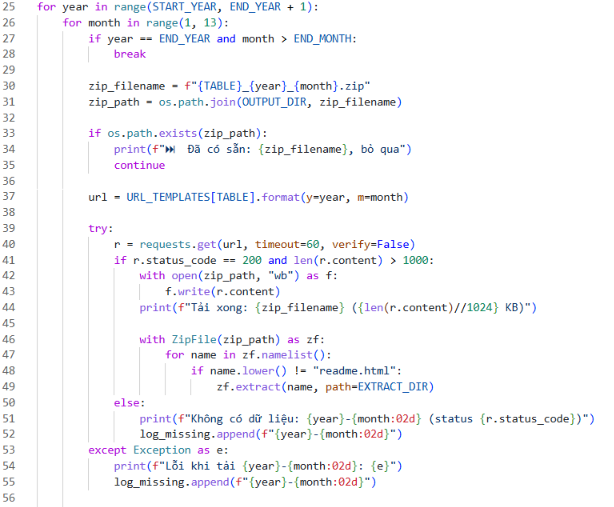 25 for year in range(START_YEAR, END_YEAR + 1):
26     for month in range(1, 13):
27         if year == END_YEAR and month > END_MONTH:
28             break
29
30         zip_filename = f"{TABLE}_{year}_{month}.zip"
31         zip_path = os.path.join(OUTPUT_DIR, zip_filename)
32
33         if os.path.exists(zip_path):
34             print(f"⏭ Đã có sẵn: {zip_filename}, bỏ qua")
35             continue
36
37         url = URL_TEMPLATES[TABLE].format(y=year, m=month)
38
39         try:
40             r = requests.get(url, timeout=60, verify=False)
41             if r.status_code == 200 and len(r.content) > 1000:
42                 with open(zip_path, "wb") as f:
43                     f.write(r.content)
44                 print(f"Tải xong: {zip_filename} ({len(r.content)//1024} KB)")
45
46                 with ZipFile(zip_path) as zf:
47                     for name in zf.namelist():
48                         if name.lower() != "readme.html":
49                             zf.extract(name, path=EXTRACT_DIR)
50             else:
51                 print(f"Không có dữ liệu: {year}-{month:02d} (status {r.status_code})")
52                 log_missing.append(f"{year}-{month:02d}")
53         except Exception as e:
54             print(f"Lỗi khi tải {year}-{month:02d}: {e}")
55             log_missing.append(f"{year}-{month:02d}")
56